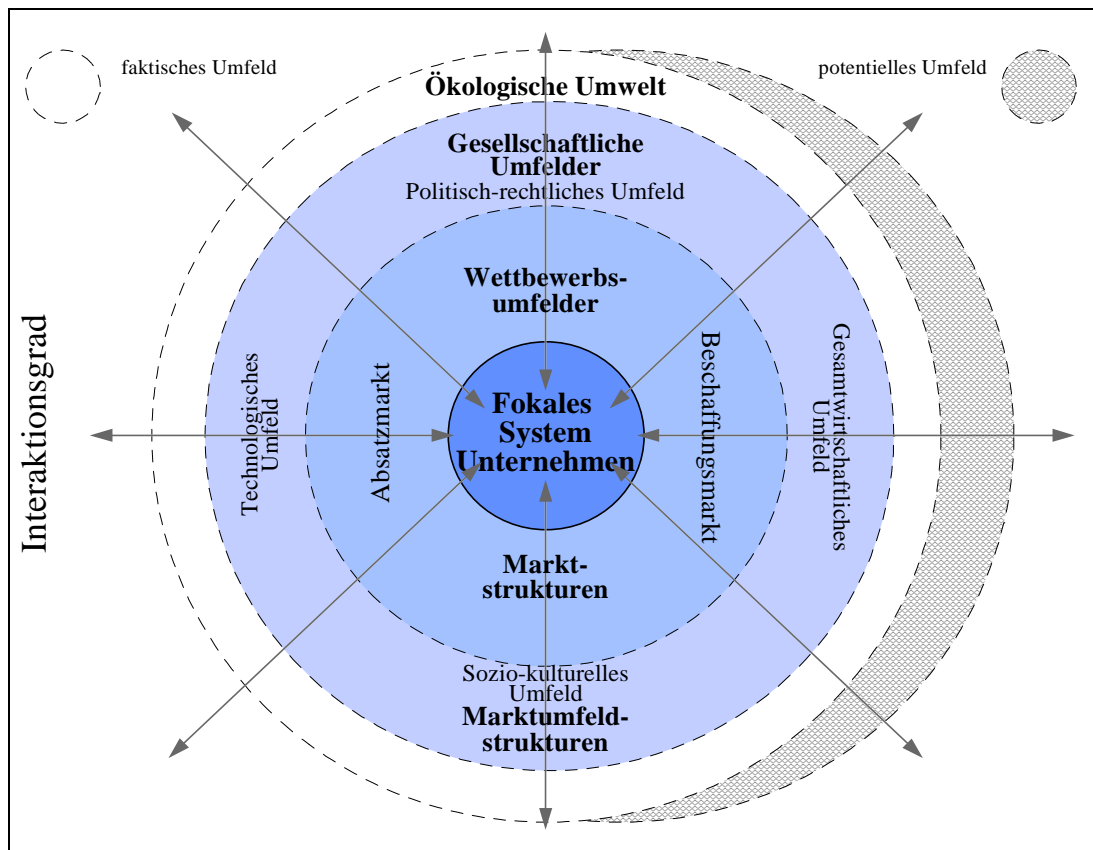 faktisches Umfeld
potentielles Umfeld
Ökologische Umwelt
Gesellschaftliche
Umfelder
Politisch-rechtliches Umfeld
Wettbewerbs-
umfelder
Interaktionsgrad
Technologisches
Umfeld
Absatzmarkt
Fokales
System
Unternehmen
Beschaffungsmarkt
Gesamtwirtschaftliches
Umfeld
Markt-
strukturen
Sozio-kulturelles
Umfeld
Marktumfeld-
strukturen